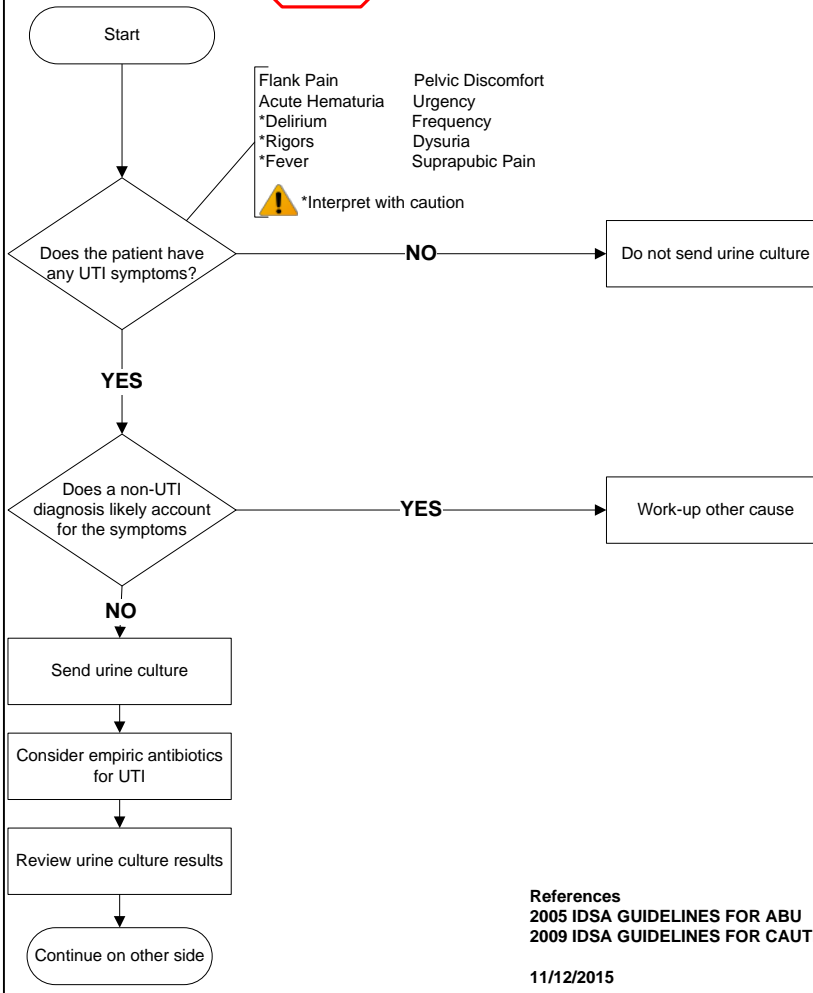 Start
Flank Pain Pelvic Discomfort
Acute Hematuria Urgency
*Delirium Frequency
*Rigors Dysuria
*Fever Suprapubic Pain
*Interpret with caution
Does the patient have
any UTI symptoms?
NO
Do not send urine culture
YES
Does a non-UTI
diagnosis likely account
for the symptoms
YES
Work-up other cause
NO
Send urine culture
Consider empiric antibiotics
for UTI
Review urine culture results
Continue on other side
References
2005 IDSA GUIDELINES FOR ABU
2009 IDSA GUIDELINES FOR CAUT
11/12/2015